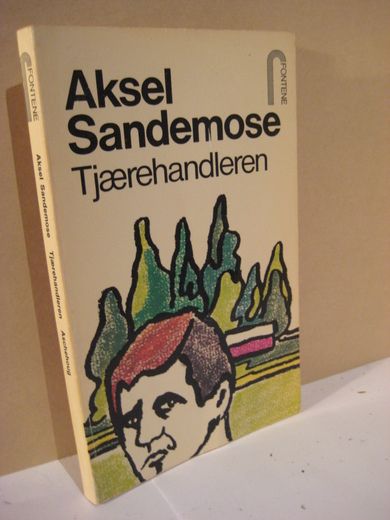 Aksel
Sandemose
Tjærehandleren
FONTENE
FONTENE
Aksel Sandemose Tjærehandleren Aschehoug